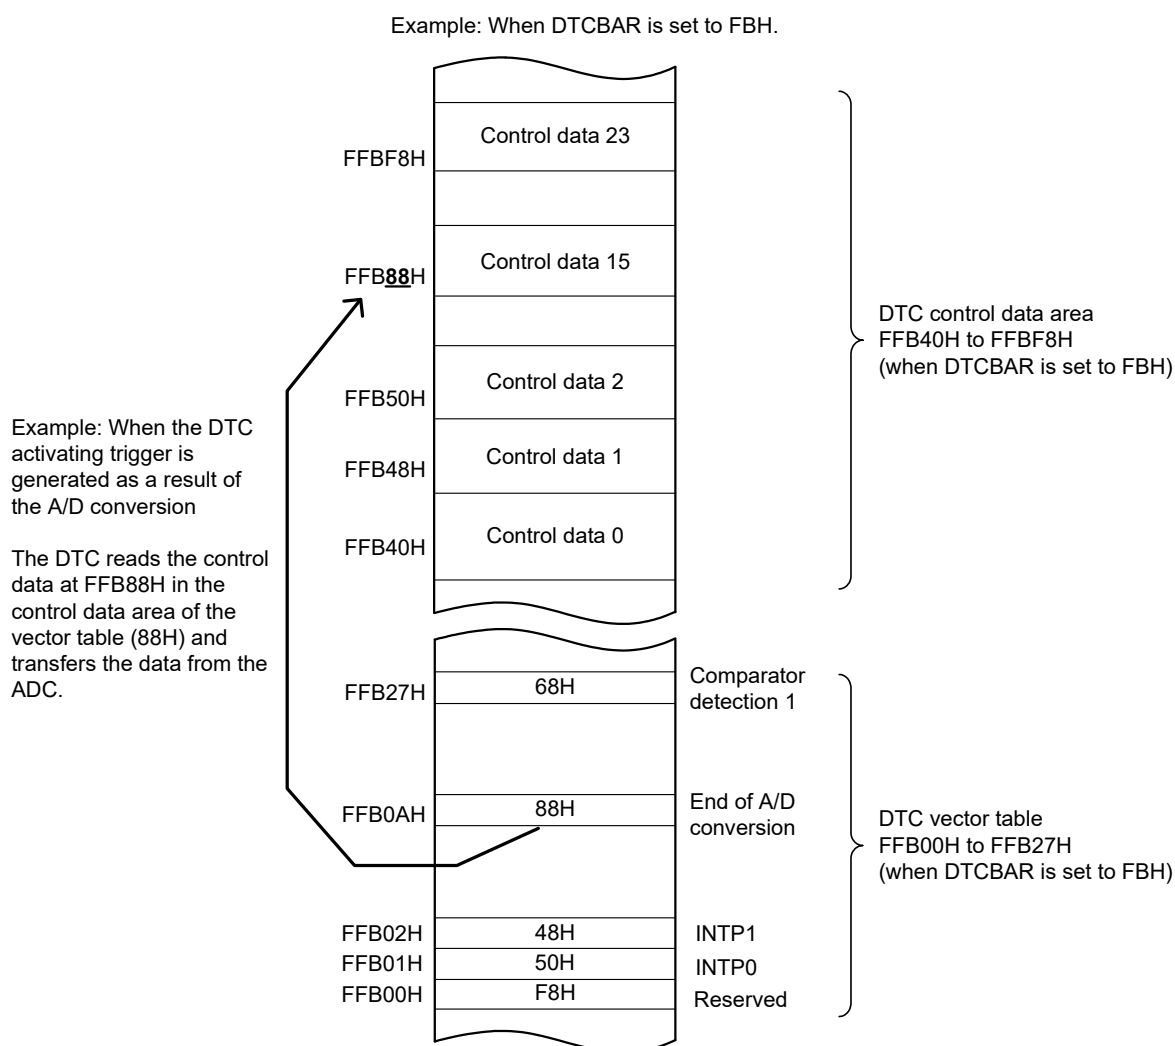 Example: When DTCBAR is set to FBH.
Control data 23
FFBF8H
Control data 15
FFB88H
Control data 2
FFB50H
Control data 1
FFB48H
Control data 0
FFB40H
DTC control data area
FFB40H to FFBF8H
(when DTCBAR is set to FBH)
Example: When the DTC
activating trigger is
generated as a result of
the A/D conversion
The DTC reads the control
data at FFB88H in the
control data area of the
vector table (88H) and
transfers the data from the
ADC.
FFB27H
68H
Comparator
detection 1
FFB0AH
88H
End of A/D
conversion
DTC vector table
FFB00H to FFB27H
(when DTCBAR is set to FBH)
FFB02H
48H
INTP1
FFB01H
50H
INTP0
FFB00H
F8H
Reserved